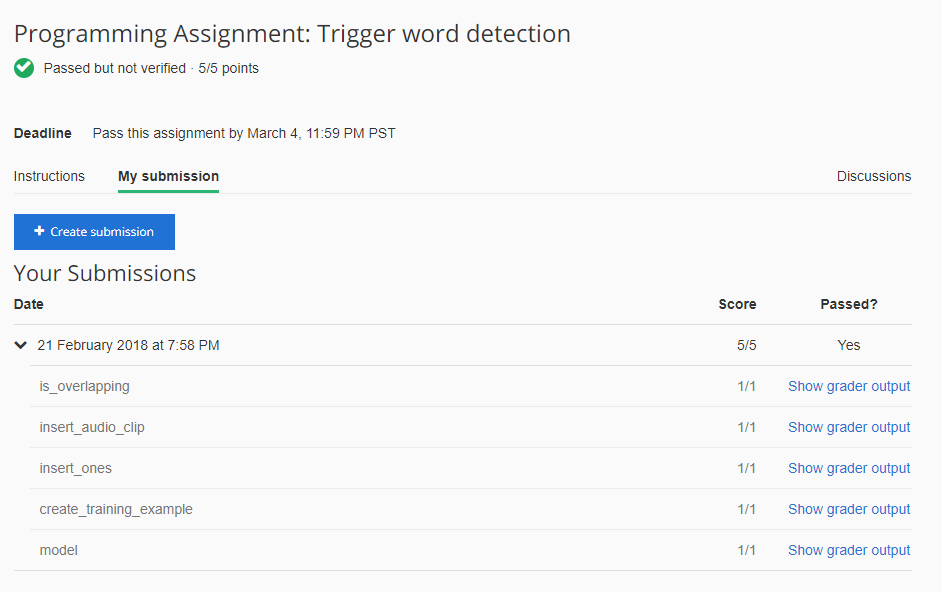 Programming Assignment: Trigger word detection
Passed but not verified · 5/5 points
Deadline Pass this assignment by March 4, 11:59 PM PST
Instructions My submission Discussions
+ Create submission
Your Submissions
Date Score Passed?
21 February 2018 at 7:58 PM 5/5 Yes
is_overlapping 1/1 Show grader output
insert_audio_clip 1/1 Show grader output
insert_ones 1/1 Show grader output
create_training_example 1/1 Show grader output
model 1/1 Show grader output